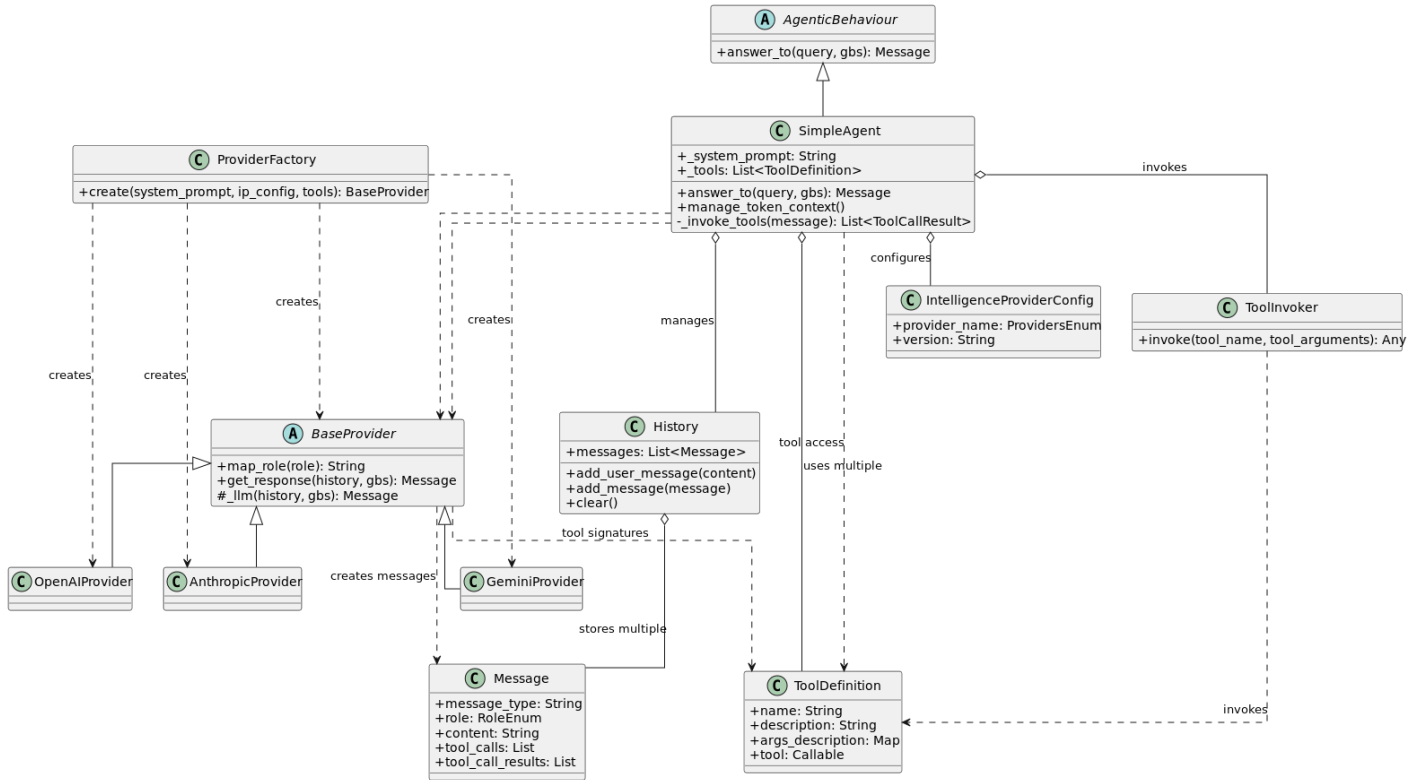 A AgenticBehaviour
+answer_to(query, gbs): Message
C SimpleAgent
+_system_prompt: String
+_tools: List<ToolDefinition>
+answer_to(query, gbs): Message
+manage_token_context()
-_invoke_tools(message): List<ToolCallResult>
C ProviderFactory
+create(system_prompt, ip_config, tools): BaseProvider
invokes
configures
C IntelligenceProviderConfig
+provider_name: ProvidersEnum
+version: String
C ToolInvoker
+invoke(tool_name, tool_arguments): Any
creates
creates
manages
creates
creates
A BaseProvider
+map_role(role): String
+get_response(history, gbs): Message
#_llm(history, gbs): Message
C History
+messages: List<Message>
+add_user_message(content)
+add_message(message)
+clear()
tool access
uses multiple
tool signatures
creates messages
C OpenAIProvider
C AnthropicProvider
C GeminiProvider
stores multiple
C Message
+message_type: String
+role: RoleEnum
+content: String
+tool_calls: List
+tool_call_results: List
C ToolDefinition
+name: String
+description: String
+args_description: Map
+tool: Callable
invokes